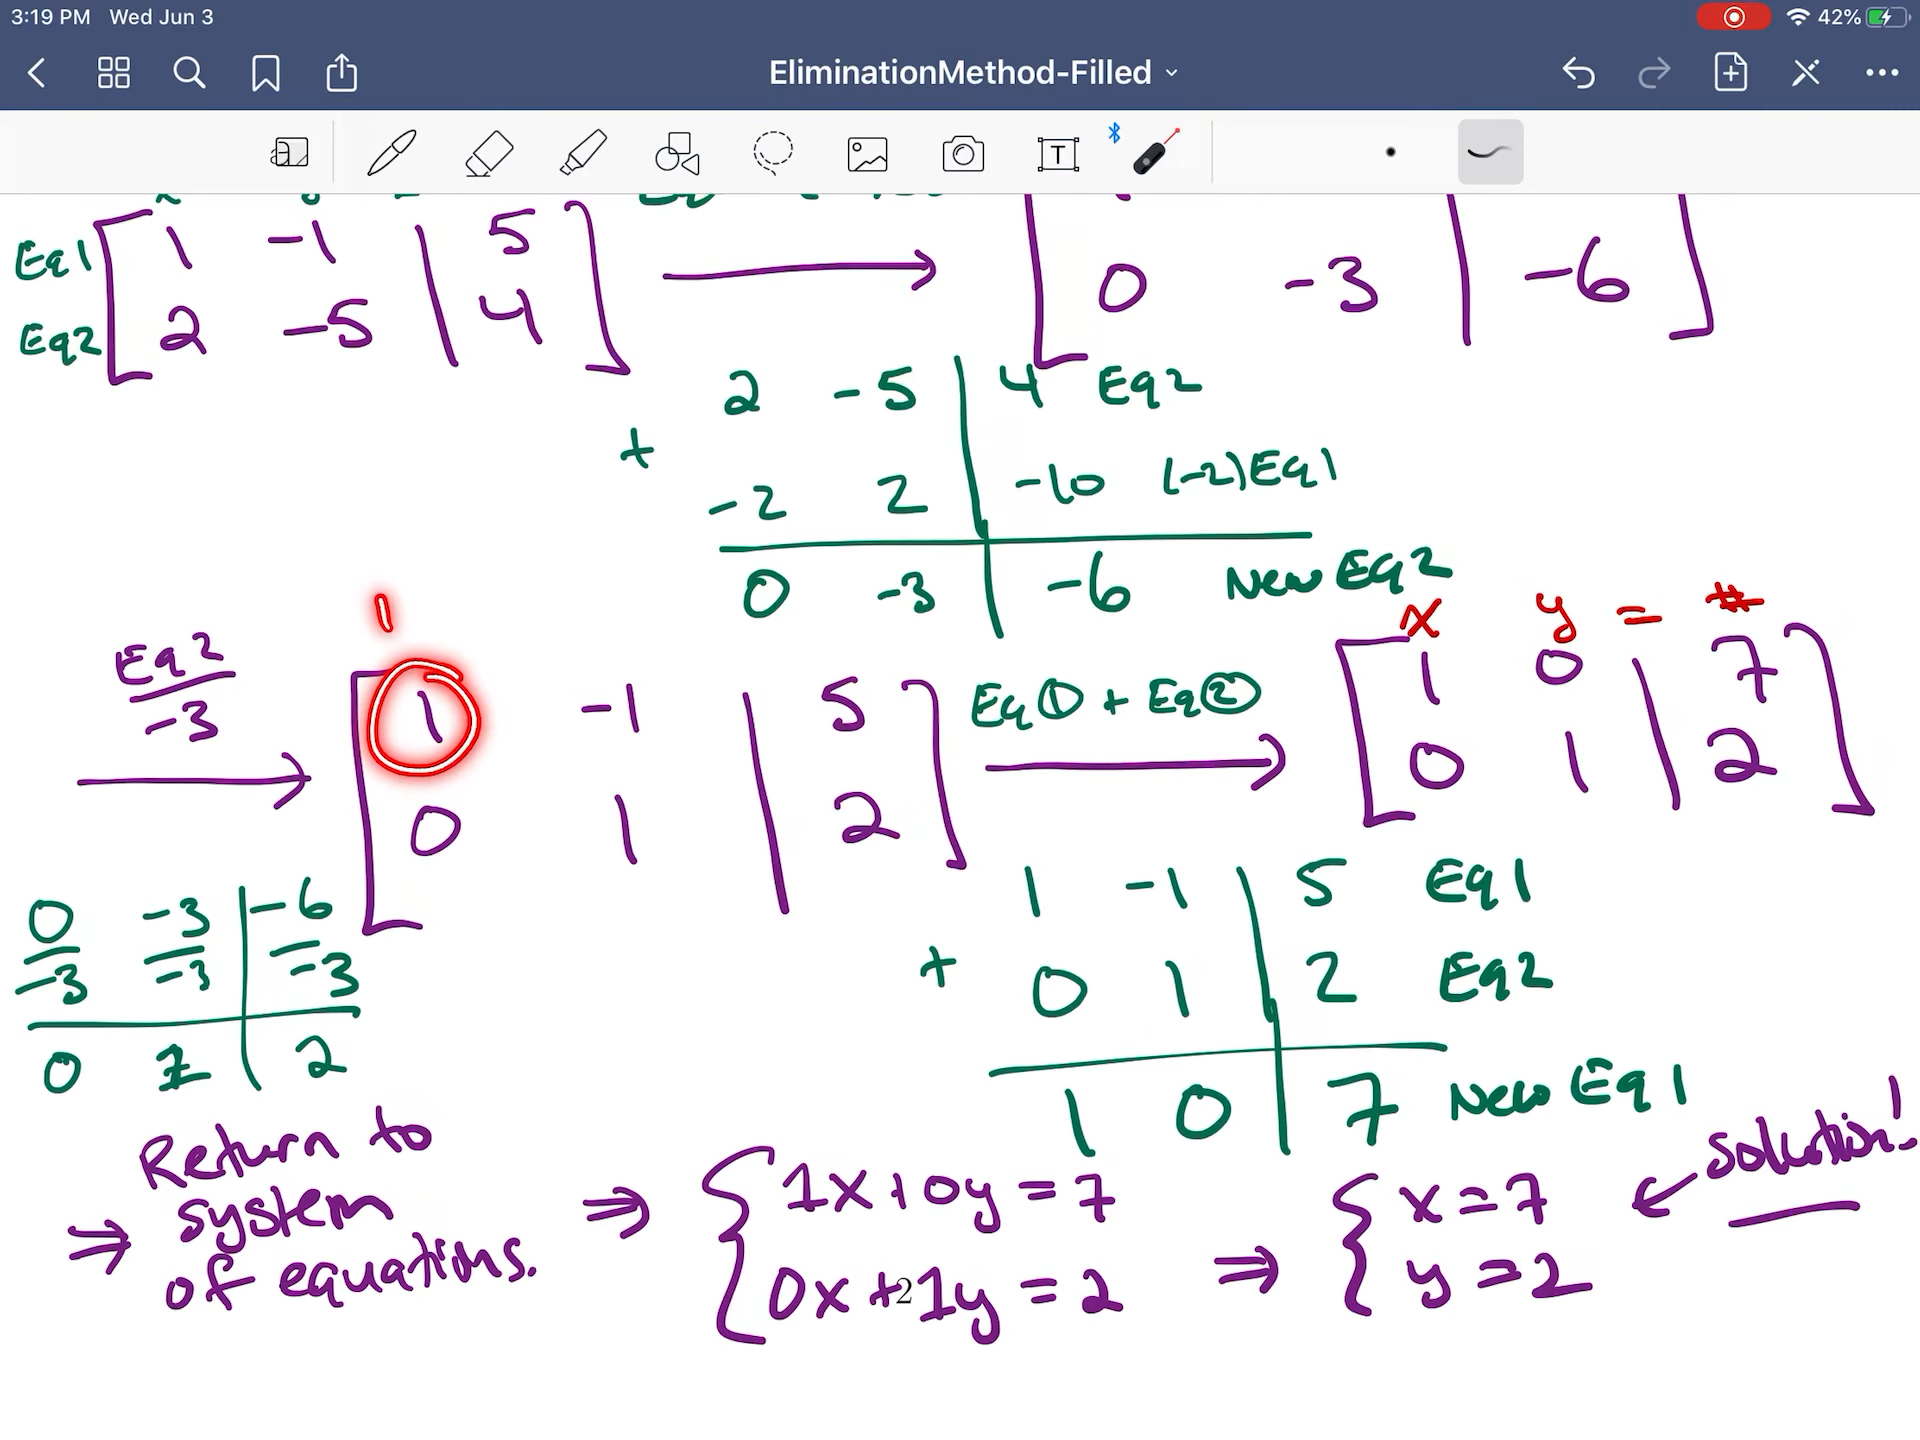 3:19 PM Wed Jun 3
42%
EliminationMethod-Filled
T
Eq1 [ 1 -1 | 5 ]
Eq2 [ 2 -5 | 4 ]
0 -3 | -6 ]
2 -5 | 4 Eq2
+
-2 2 | -10 (-2)Eq1
0 -3 | -6 New Eq2
1
Eq2
-3
[ 1 -1 | 5 ]
0 1 | 2
Eq① + Eq②
x y = #
[ 1 0 | 7 ]
0 1 | 2
0 -3 | -6
-3 -3 -3
0 1 | 2
1 -1 | 5 Eq1
+ 0 1 | 2 Eq2
1 0 | 7 New Eq1
⇒ Return to
system
of equations.
⇒ { 1x+0y=7
0x+1y=2
2
⇒ { x=7
y=2
← solution!